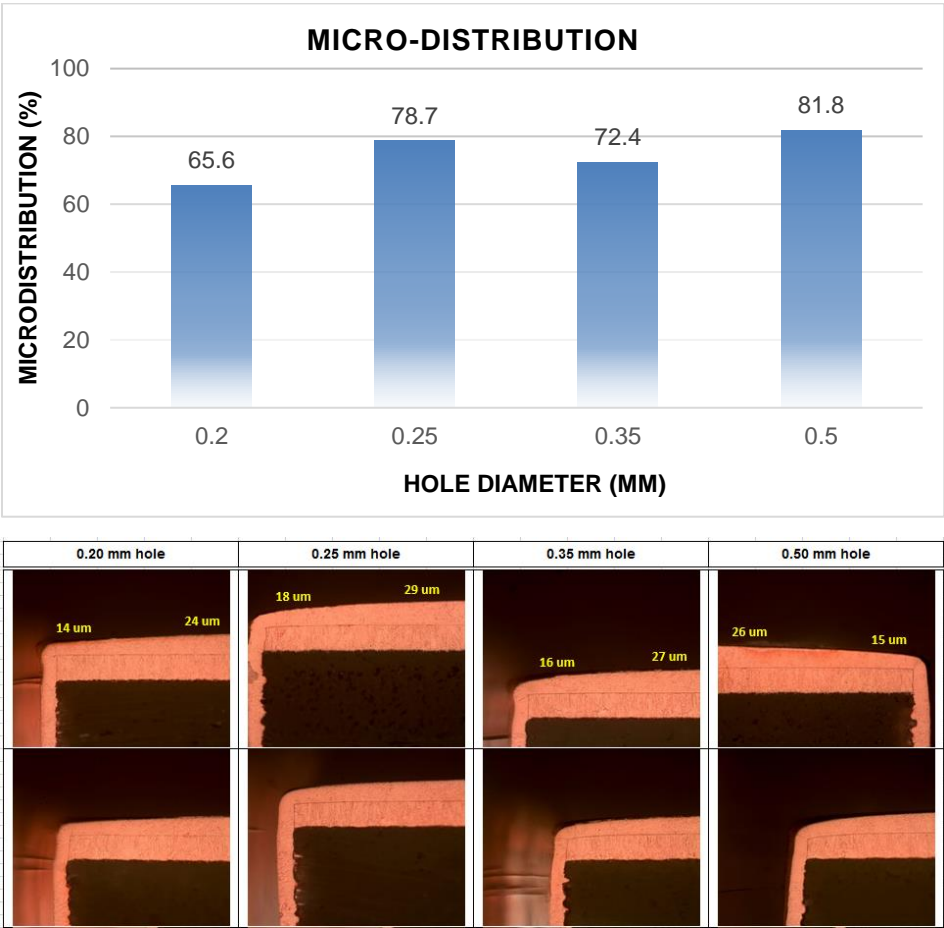 MICRO-DISTRIBUTION
MICRODISTRIBUTION (%)
100
80
60
40
20
0
65.6
78.7
72.4
81.8
0.2 0.25 0.35 0.5
HOLE DIAMETER (MM)
0.20 mm hole 0.25 mm hole 0.35 mm hole 0.50 mm hole
14 um 24 um 18 um 29 um 16 um 27 um 26 um 15 um